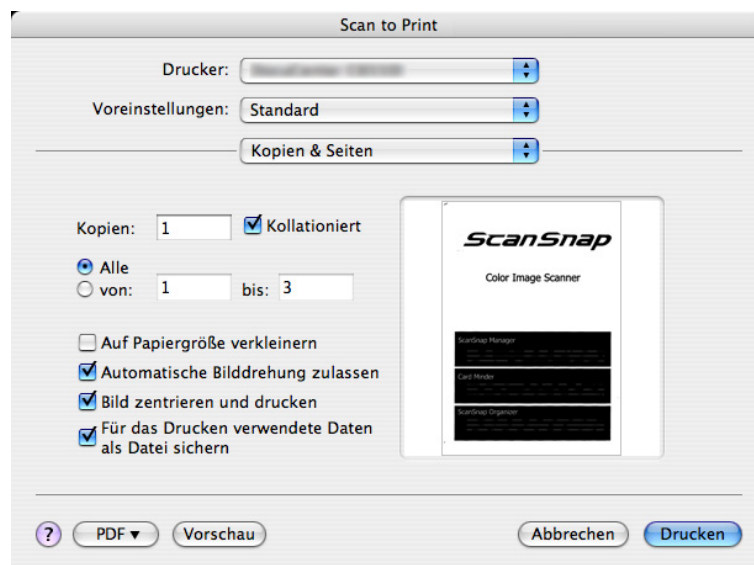 Scan to Print
Drucker:
Voreinstellungen: Standard
Kopien & Seiten
Kopien: 1 Kollationiert
Alle
von: 1 bis: 3
Auf Papiergröße verkleinern
Automatische Bilddrehung zulassen
Bild zentrieren und drucken
Für das Drucken verwendete Daten
als Datei sichern
ScanSnap
Color Image Scanner
ScanSnap Manager
Card Minder
ScanSnap Organizer
? PDF Vorschau Abbrechen Drucken